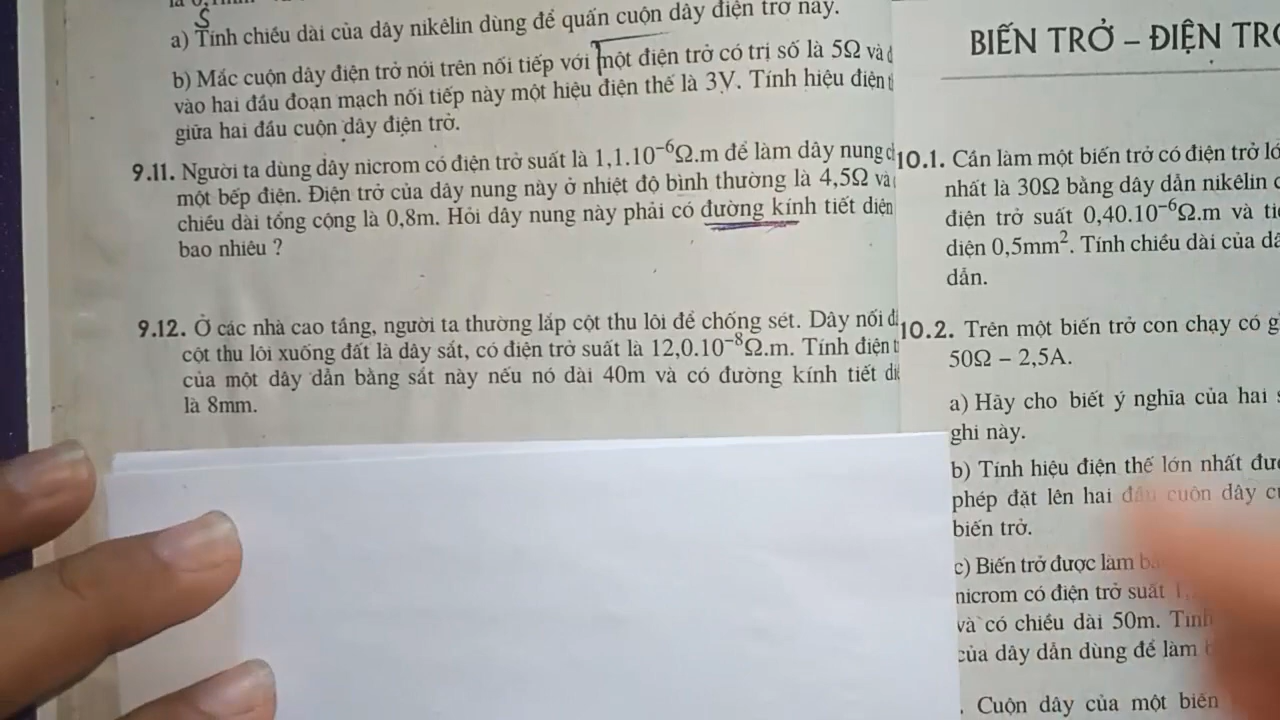 S
a) Tính chiều dài của dây nikêlin dùng để quấn cuộn dây điện trở này.
b) Mắc cuộn dây điện trở nói trên nối tiếp với một điện trở có trị số là 5Ω và
vào hai đầu đoạn mạch nối tiếp này một hiệu điện thế là 3V. Tính hiệu điện
giữa hai đầu cuộn dây điện trở.
9.11. Người ta dùng dây nicrom có điện trở suất là 1,1.10⁻⁶Ω.m để làm dây nung
một bếp điện. Điện trở của dây nung này ở nhiệt độ bình thường là 4,5Ω và
chiều dài tổng cộng là 0,8m. Hỏi dây nung này phải có đường kính tiết diện
bao nhiêu ?
9.12. Ở các nhà cao tầng, người ta thường lắp cột thu lôi để chống sét. Dây nối
cột thu lôi xuống đất là dây sắt, có điện trở suất là 12,0.10⁻⁸Ω.m. Tính điện
của một dây dẫn bằng sắt này nếu nó dài 40m và có đường kính tiết
là 8mm.
BIẾN TRỞ – ĐIỆN
10.1. Cần làm một biến trở có điện trở
nhất là 30Ω bằng dây dẫn nikêlin
điện trở suất 0,40.10⁻⁶Ω.m và
diện 0,5mm². Tính chiều dài của
dẫn.
10.2. Trên một biến trở con chạy có
50Ω – 2,5A.
a) Hãy cho biết ý nghĩa của hai
ghi này.
b) Tính hiệu điện thế lớn nhất
phép đặt lên hai đầu cuộn dây
biến trở.
c) Biến trở được làm
nicrom có điện trở suất
và có chiều dài 50m. Tính
của dây dẫn dùng để làm
Cuộn dây của một biến